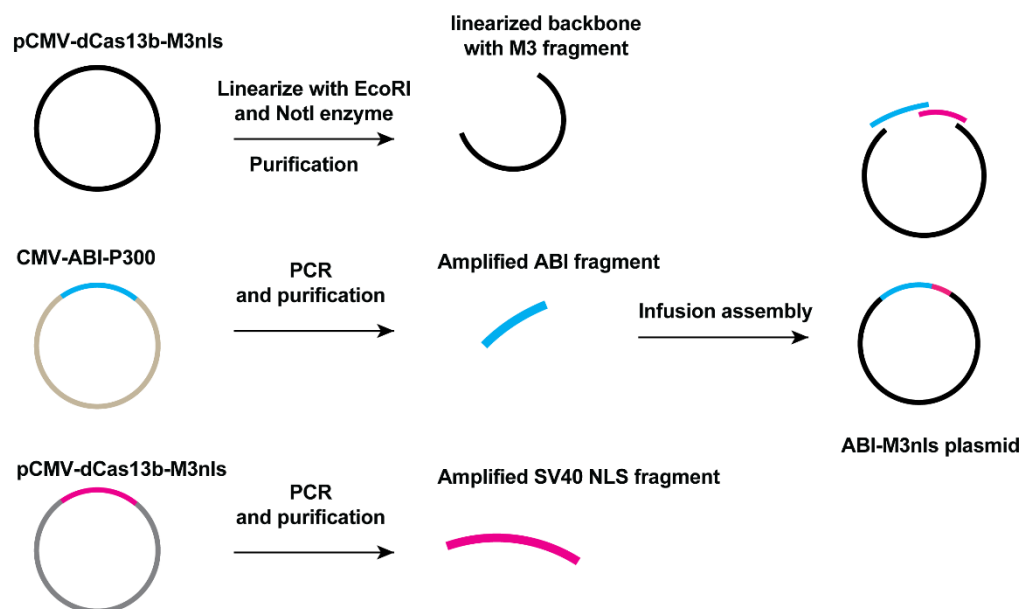 pCMV-dCas13b-M3nls
Linearize with EcoRI
and NotI enzyme
Purification
linearized backbone
with M3 fragment
CMV-ABI-P300
PCR
and purification
Amplified ABI fragment
Infusion assembly
ABI-M3nls plasmid
pCMV-dCas13b-M3nls
PCR
and purification
Amplified SV40 NLS fragment